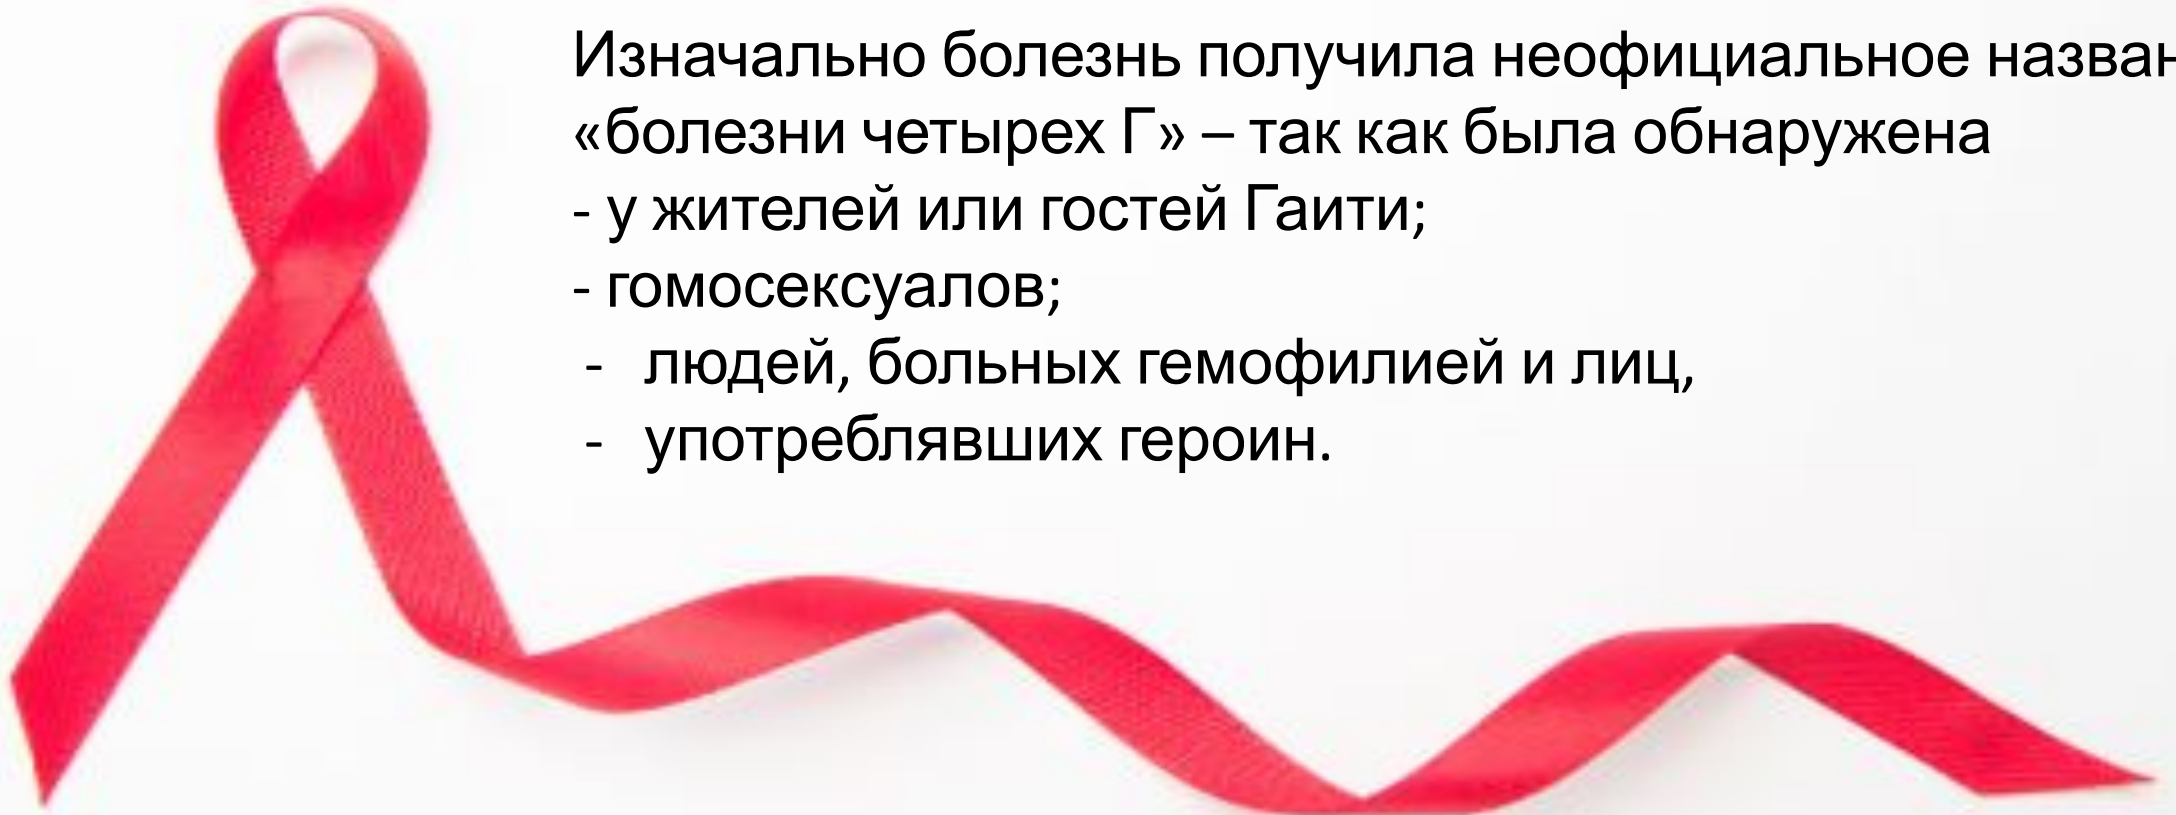 Изначально болезнь получила неофициальное назван
«болезни четырех Г» – так как была обнаружена
- у жителей или гостей Гаити;
- гомосексуалов;
- людей, больных гемофилией и лиц,
- употреблявших героин.